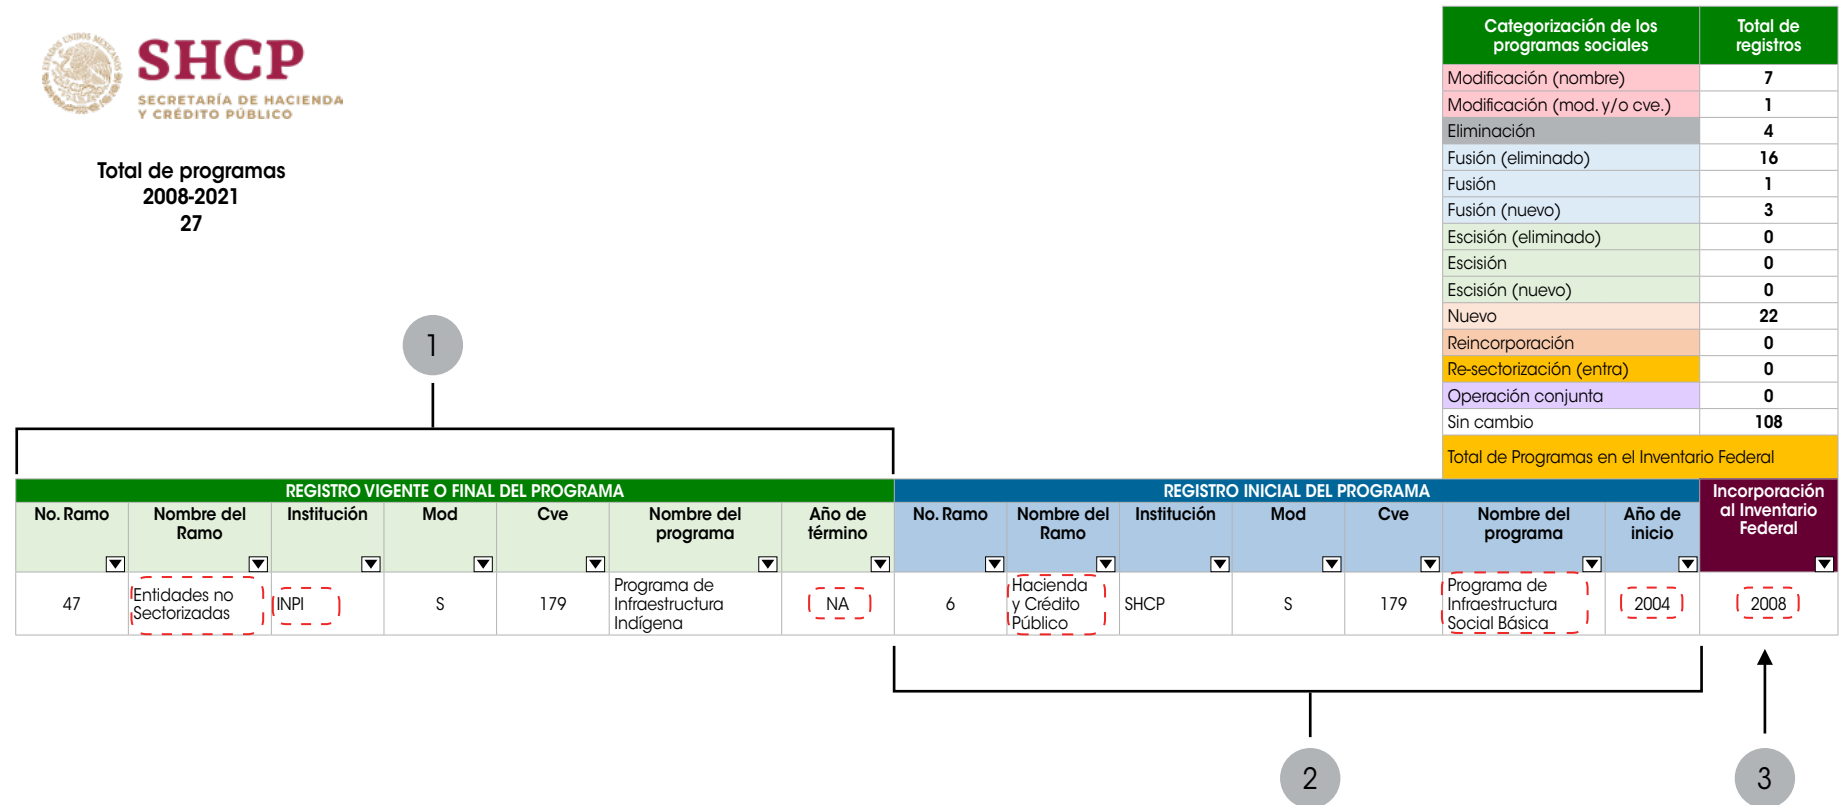 ESTADOS UNIDOS MEXICANOS
SHCP
SECRETARÍA DE HACIENDA
Y CRÉDITO PÚBLICO
Total de programas
2008-2021
27
Categorización de los programas sociales Total de registros
Modificación (nombre) 7
Modificación (mod. y/o cve.) 1
Eliminación 4
Fusión (eliminado) 16
Fusión 1
Fusión (nuevo) 3
Escisión (eliminado) 0
Escisión 0
Escisión (nuevo) 0
Nuevo 22
Reincorporación 0
Re-sectorización (entra) 0
Operación conjunta 0
Sin cambio 108
Total de Programas en el Inventario Federal
1
REGISTRO VIGENTE O FINAL DEL PROGRAMA REGISTRO INICIAL DEL PROGRAMA Incorporación al Inventario Federal
No. Ramo Nombre del Ramo Institución Mod Cve Nombre del programa Año de término No. Ramo Nombre del Ramo Institución Mod Cve Nombre del programa Año de inicio
47 Entidades no Sectorizadas INPI S 179 Programa de Infraestructura Indígena NA 6 Hacienda y Crédito Público SHCP S 179 Programa de Infraestructura Social Básica 2004 2008
2
3